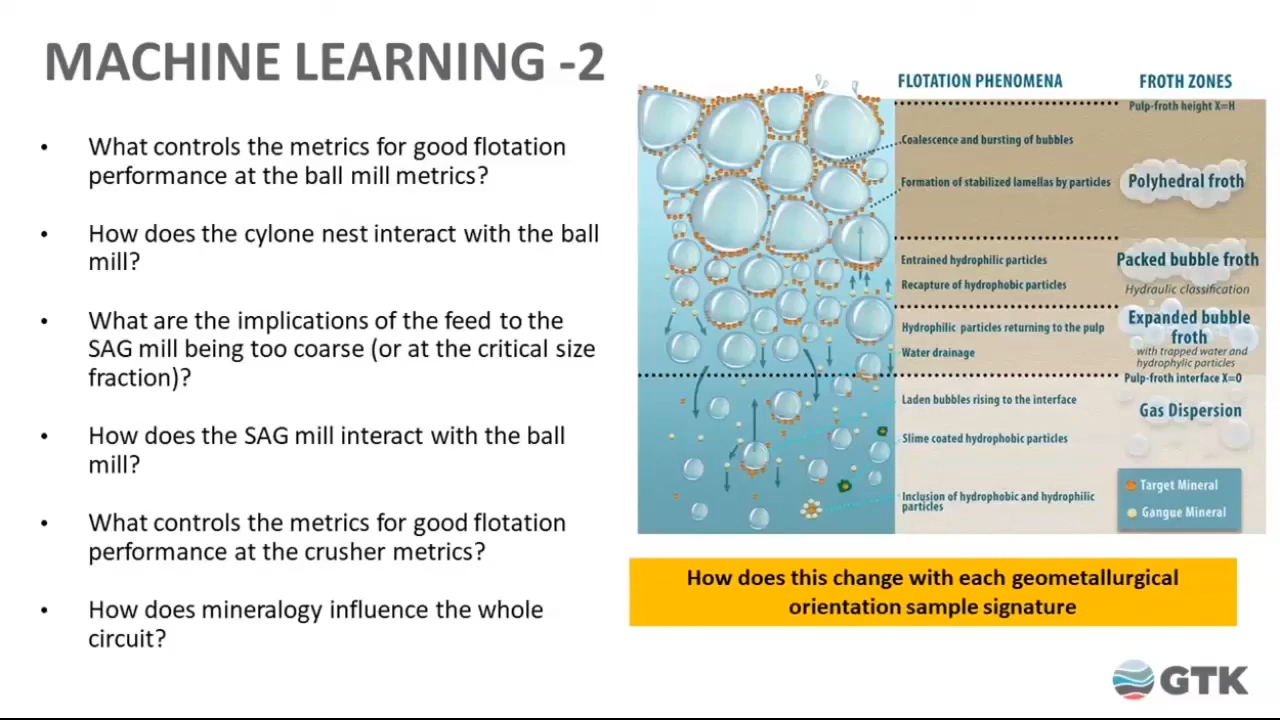 MACHINE LEARNING -2
• What controls the metrics for good flotation
performance at the ball mill metrics?
• How does the cylone nest interact with the ball
mill?
• What are the implications of the feed to the
SAG mill being too coarse (or at the critical size
fraction)?
• How does the SAG mill interact with the ball
mill?
• What controls the metrics for good flotation
performance at the crusher metrics?
• How does mineralogy influence the whole
circuit?
FLOTATION PHENOMENA
FROTH ZONES
Pulp-froth height X=H
Coalescence and bursting of bubbles
Formation of stabilized lamellas by particles
Polyhedral froth
Entrained hydrophilic particles
Recapture of hydrophobic particles
Packed bubble froth
Hydraulic classification
Hydrophilic particles returning to the pulp
Water drainage
Expanded bubble
froth
with trapped water and
hydrophylic particles
Pulp-froth interface X=0
Laden bubbles rising to the interface
Gas Dispersion
Slime coated hydrophobic particles
Inclusion of hydrophobic and hydrophilic
particles
Target Mineral
Gangue Mineral
How does this change with each geometallurgical
orientation sample signature
GTK